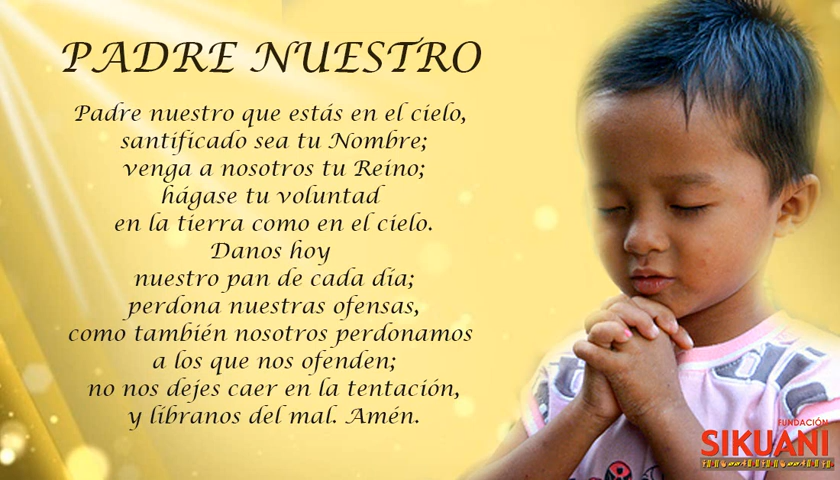 PADRE NUESTRO
Padre nuestro que estás en el cielo,
santificado sea tu Nombre;
venga a nosotros tu Reino;
hágase tu voluntad
en la tierra como en el cielo.
Danos hoy
nuestro pan de cada día;
perdona nuestras ofensas,
como también nosotros perdonamos
a los que nos ofenden;
no nos dejes caer en la tentación,
y líbranos del mal. Amén.
FUNDACIÓN
SIKUANI